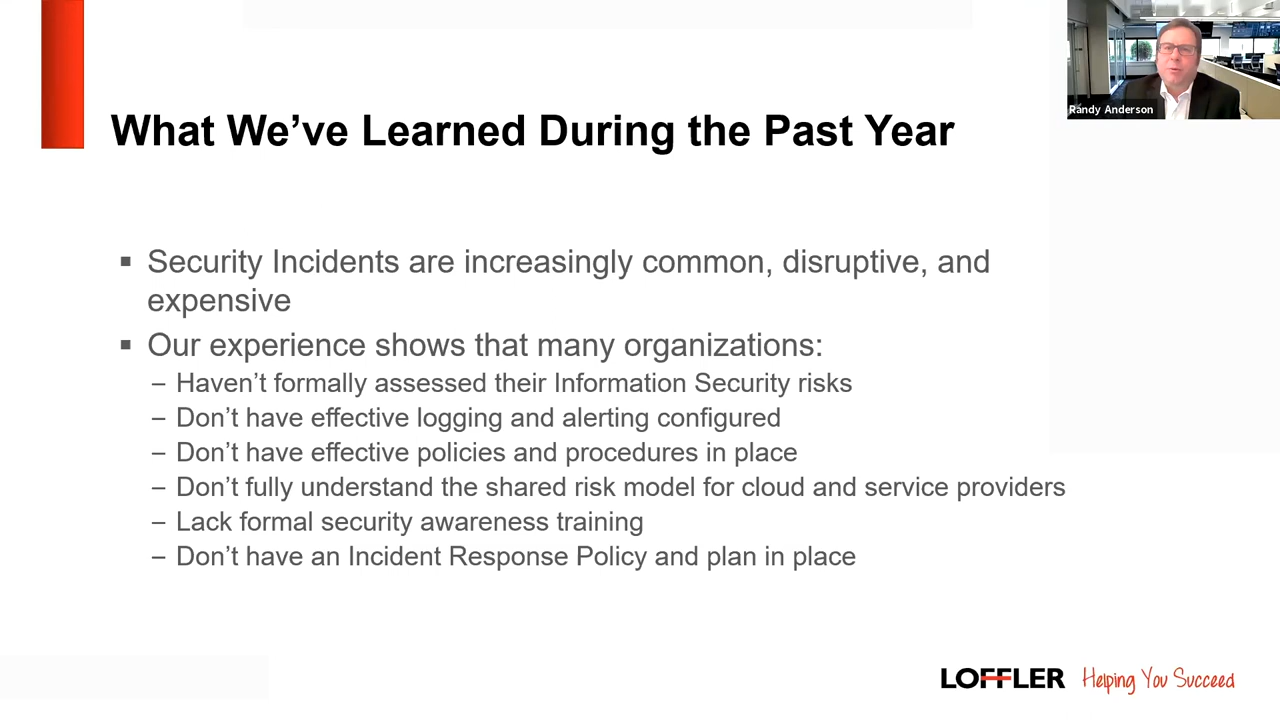 Randy Anderson
What We’ve Learned During the Past Year
▪ Security Incidents are increasingly common, disruptive, and
expensive
▪ Our experience shows that many organizations:
– Haven’t formally assessed their Information Security risks
– Don’t have effective logging and alerting configured
– Don’t have effective policies and procedures in place
– Don’t fully understand the shared risk model for cloud and service providers
– Lack formal security awareness training
– Don’t have an Incident Response Policy and plan in place
LOFFLER Helping You Succeed